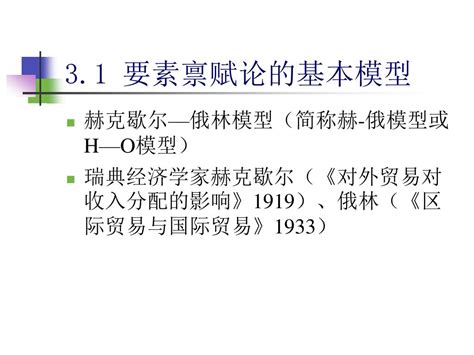 3.1 要素禀赋论的基本模型
赫克歇尔—俄林模型（简称赫-俄模型或
H—O模型）
瑞典经济学家赫克歇尔（《对外贸易对
收入分配的影响》1919）、俄林（《区
际贸易与国际贸易》1933）